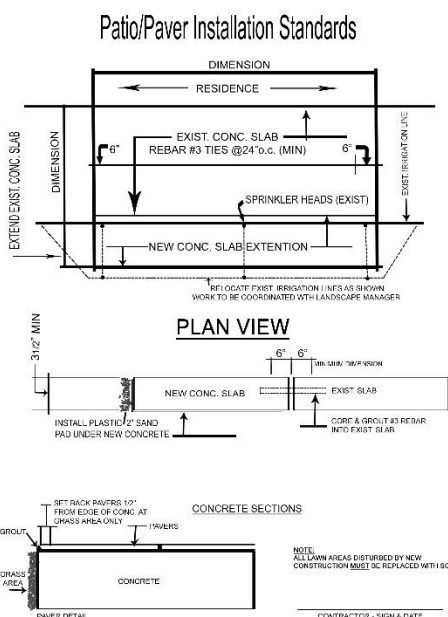 Patio/Paver Installation Standards
DIMENSION
RESIDENCE
EXIST. CONC. SLAB
REBAR #3 TIES @24"o.c. (MIN)
6"
6"
EXTEND EXIST. CONC. SLAB
DIMENSION
EXIST. IRRIGATION LINE
SPRINKLER HEADS (EXIST)
NEW CONC. SLAB EXTENTION
RELOCATE EXIST. IRRIGATION LINES AS SHOWN
WORK TO BE COORDINATED WTH LANDSCAPE MANAGER
PLAN VIEW
31/2" MIN
6" 6"
MINIMUM DIMENSION
NEW CONC. SLAB
EXIST. SLAB
INSTALL PLASTIC 2" SAND
PAD UNDER NEW CONCRETE
CORE & GROUT #3 REBAR
INTO EXIST SLAB
SET BACK PAVERS 1/2"
FROM EDGE OF CONC. AT
GRASS AREA ONLY
CONCRETE SECTIONS
GROUT
PAVERS
GRASS
AREA
CONCRETE
NOTE:
ALL LAWN AREAS DISTURBED BY NEW
CONSTRUCTION MUST BE REPLACED WITH SO
PAVER DETAIL
CONTRACTOR - SIGN & DATE